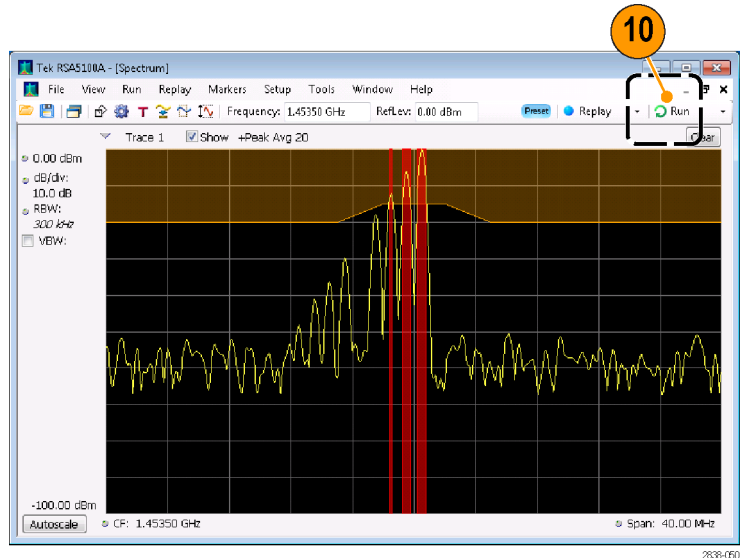 10
Tek RSA5100A - [Spectrum]
File View Run Replay Markers Setup Tools Window Help
T Frequency: 1.45350 GHz RefLev: 0.00 dBm Preset Replay Run
Trace 1 Show +Peak Avg 20 Clear
0.00 dBm
dB/div:
10.0 dB
RBW:
300 kHz
VBW:
-100.00 dBm
Autoscale CF: 1.45350 GHz Span: 40.00 MHz
2838-050